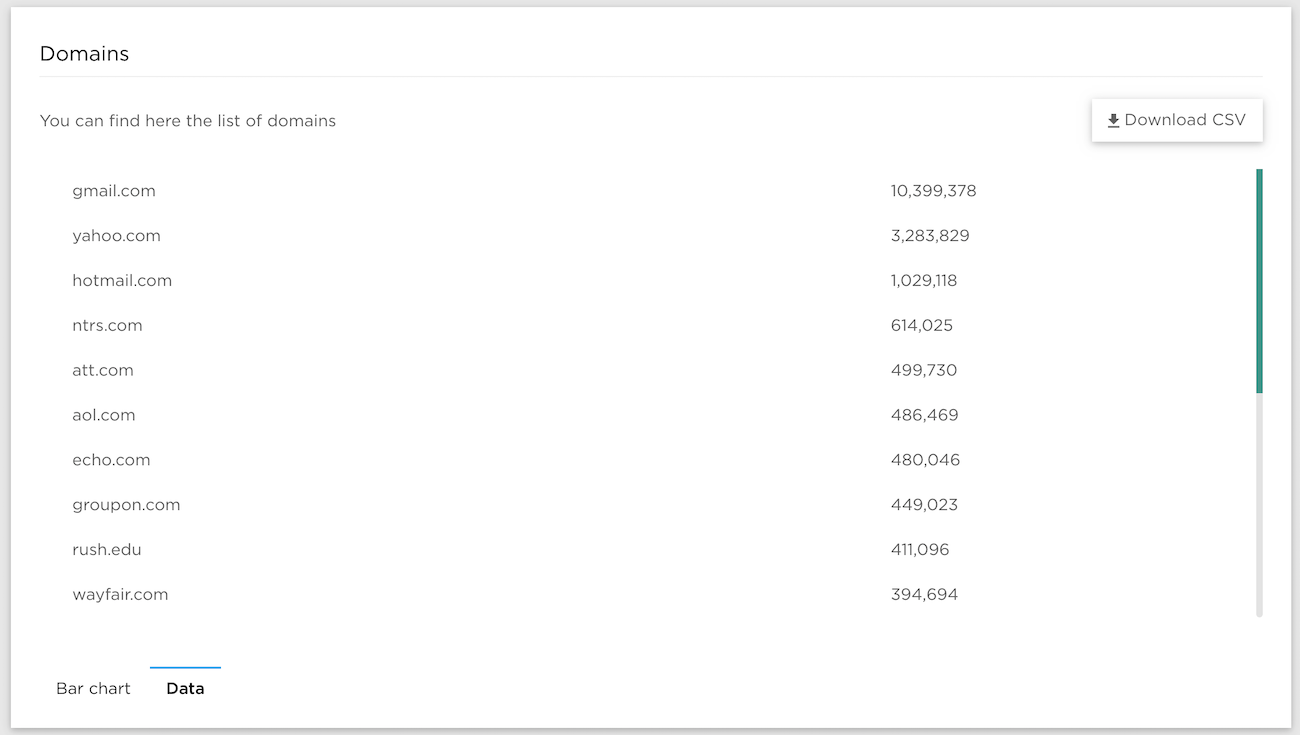 Domains
You can find here the list of domains
Download CSV
gmail.com 10,399,378
yahoo.com 3,283,829
hotmail.com 1,029,118
ntrs.com 614,025
att.com 499,730
aol.com 486,469
echo.com 480,046
groupon.com 449,023
rush.edu 411,096
wayfair.com 394,694
Bar chart Data